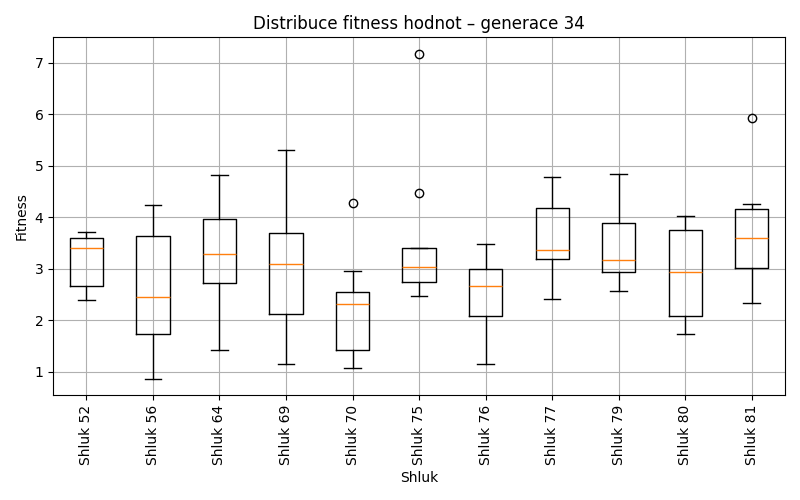 Distribuce fitness hodnot – generace 34
Fitness
7
6
5
4
3
2
1
Shluk 52
Shluk 56
Shluk 64
Shluk 69
Shluk 70
Shluk 75
Shluk 76
Shluk 77
Shluk 79
Shluk 80
Shluk 81
Shluk